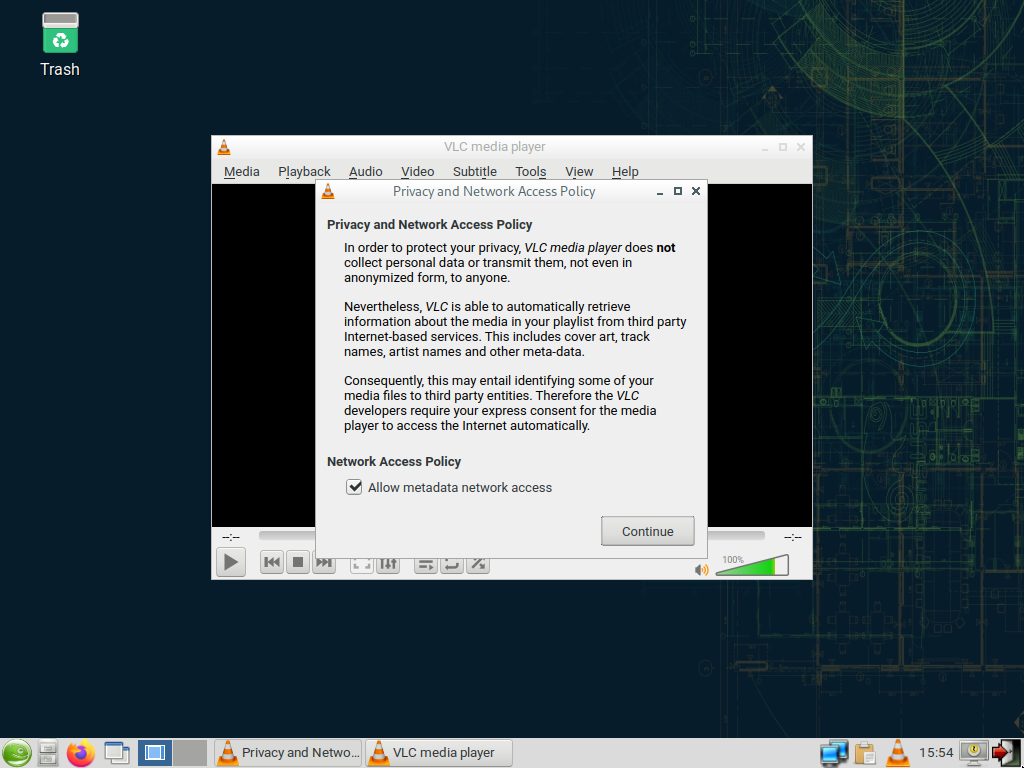 Trash
VLC media player
Media Playback Audio Video Subtitle Tools View Help
Privacy and Network Access Policy
Privacy and Network Access Policy
In order to protect your privacy, VLC media player does not
collect personal data or transmit them, not even in
anonymized form, to anyone.
Nevertheless, VLC is able to automatically retrieve
information about the media in your playlist from third party
Internet-based services. This includes cover art, track
names, artist names and other meta-data.
Consequently, this may entail identifying some of your
media files to third party entities. Therefore the VLC
developers require your express consent for the media
player to access the Internet automatically.
Network Access Policy
Allow metadata network access
Continue
--:-- --:--
100%
Privacy and Netwo... VLC media player 15:54